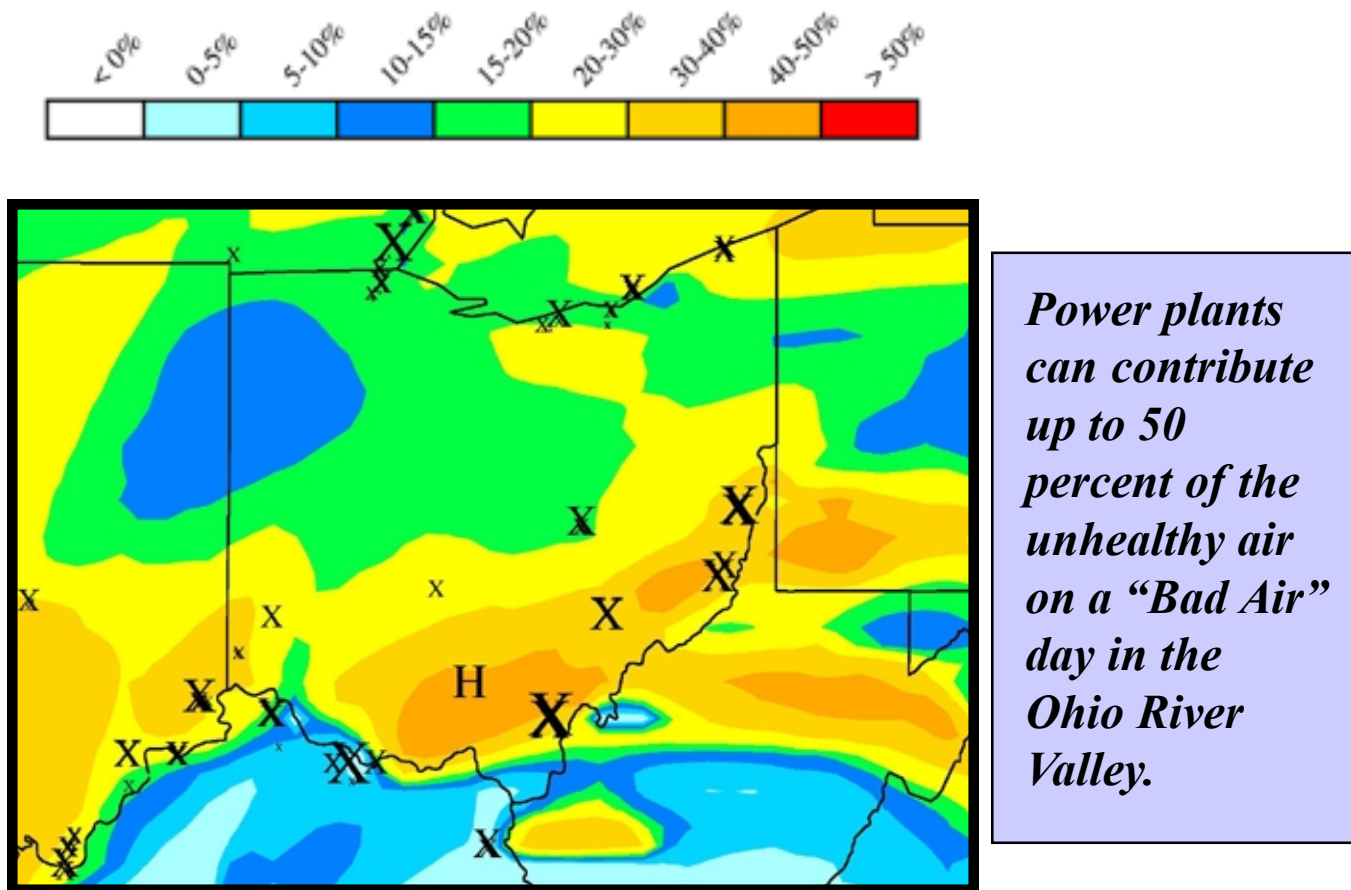 < 0% 0-5% 5-10% 10-15% 15-20% 20-30% 30-40% 40-50% > 50%
H
Power plants
can contribute
up to 50
percent of the
unhealthy air
on a “Bad Air”
day in the
Ohio River
Valley.